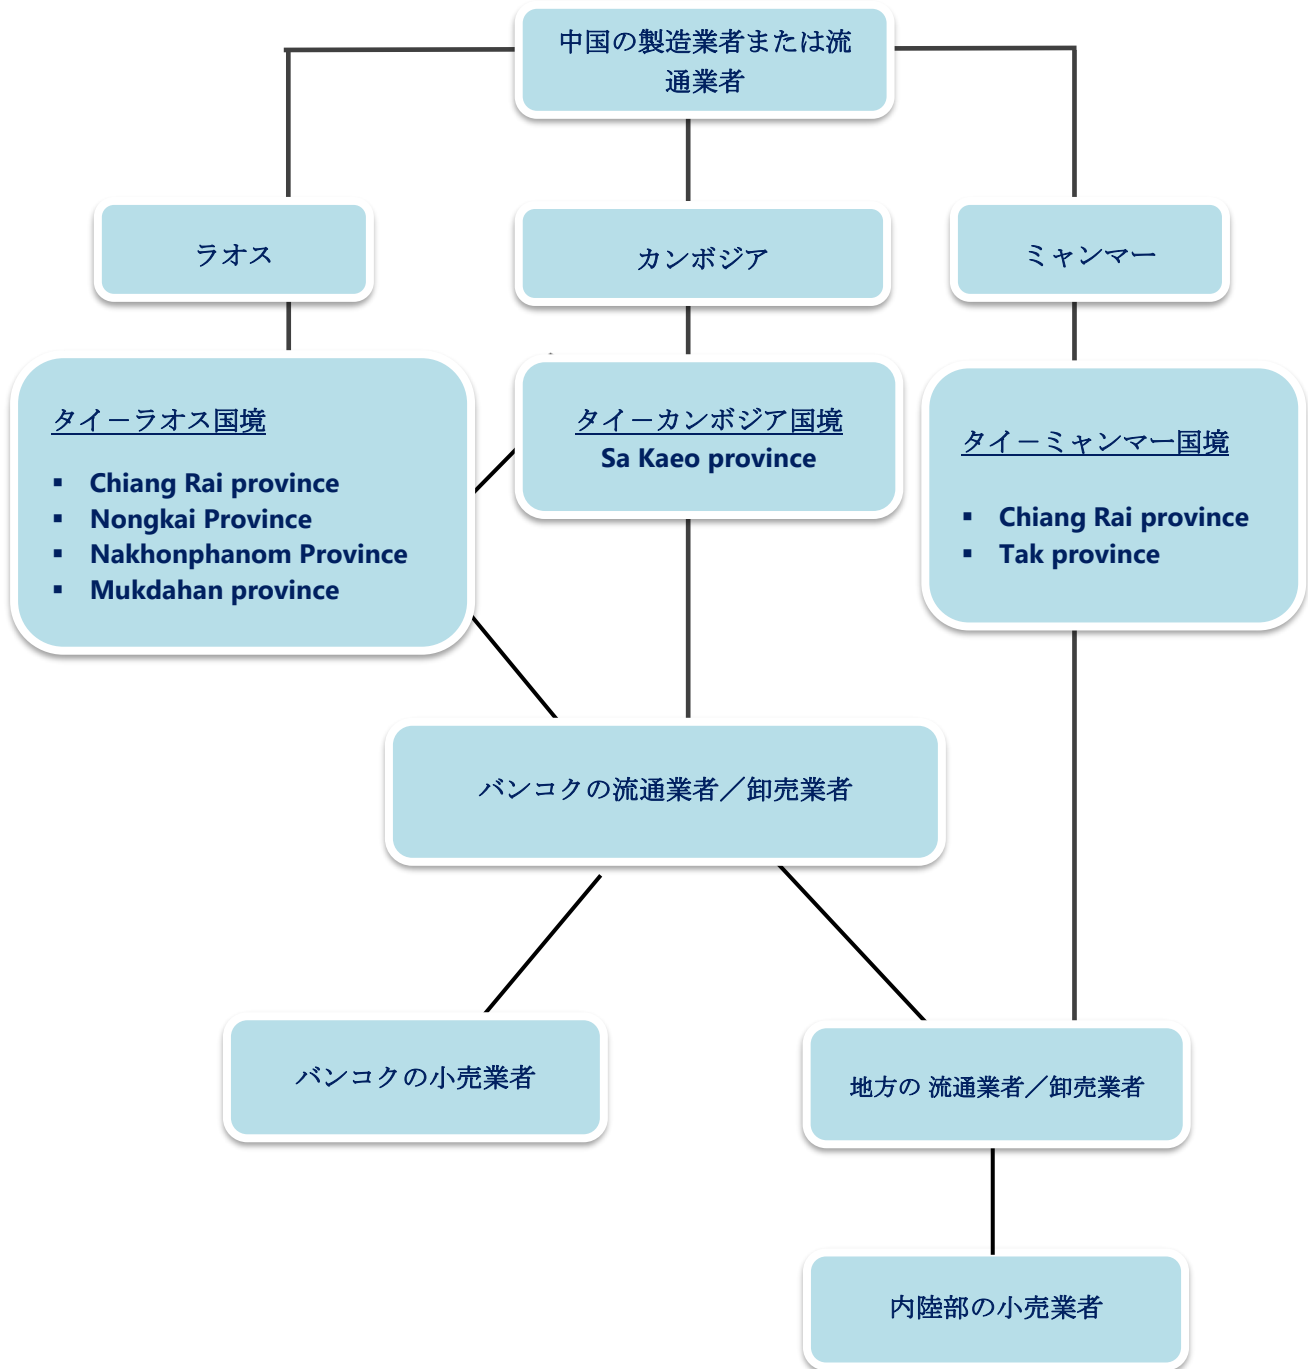 中国の製造業者または流
通業者
ラオス
カンボジア
ミャンマー
タイ－ラオス国境
▪ Chiang Rai province
▪ Nongkai Province
▪ Nakhonphanom Province
▪ Mukdahan province
タイ－カンボジア国境
Sa Kaeo province
タイ－ミャンマー国境
▪ Chiang Rai province
▪ Tak province
バンコクの流通業者／卸売業者
バンコクの小売業者
地方の 流通業者／卸売業者
内陸部の小売業者